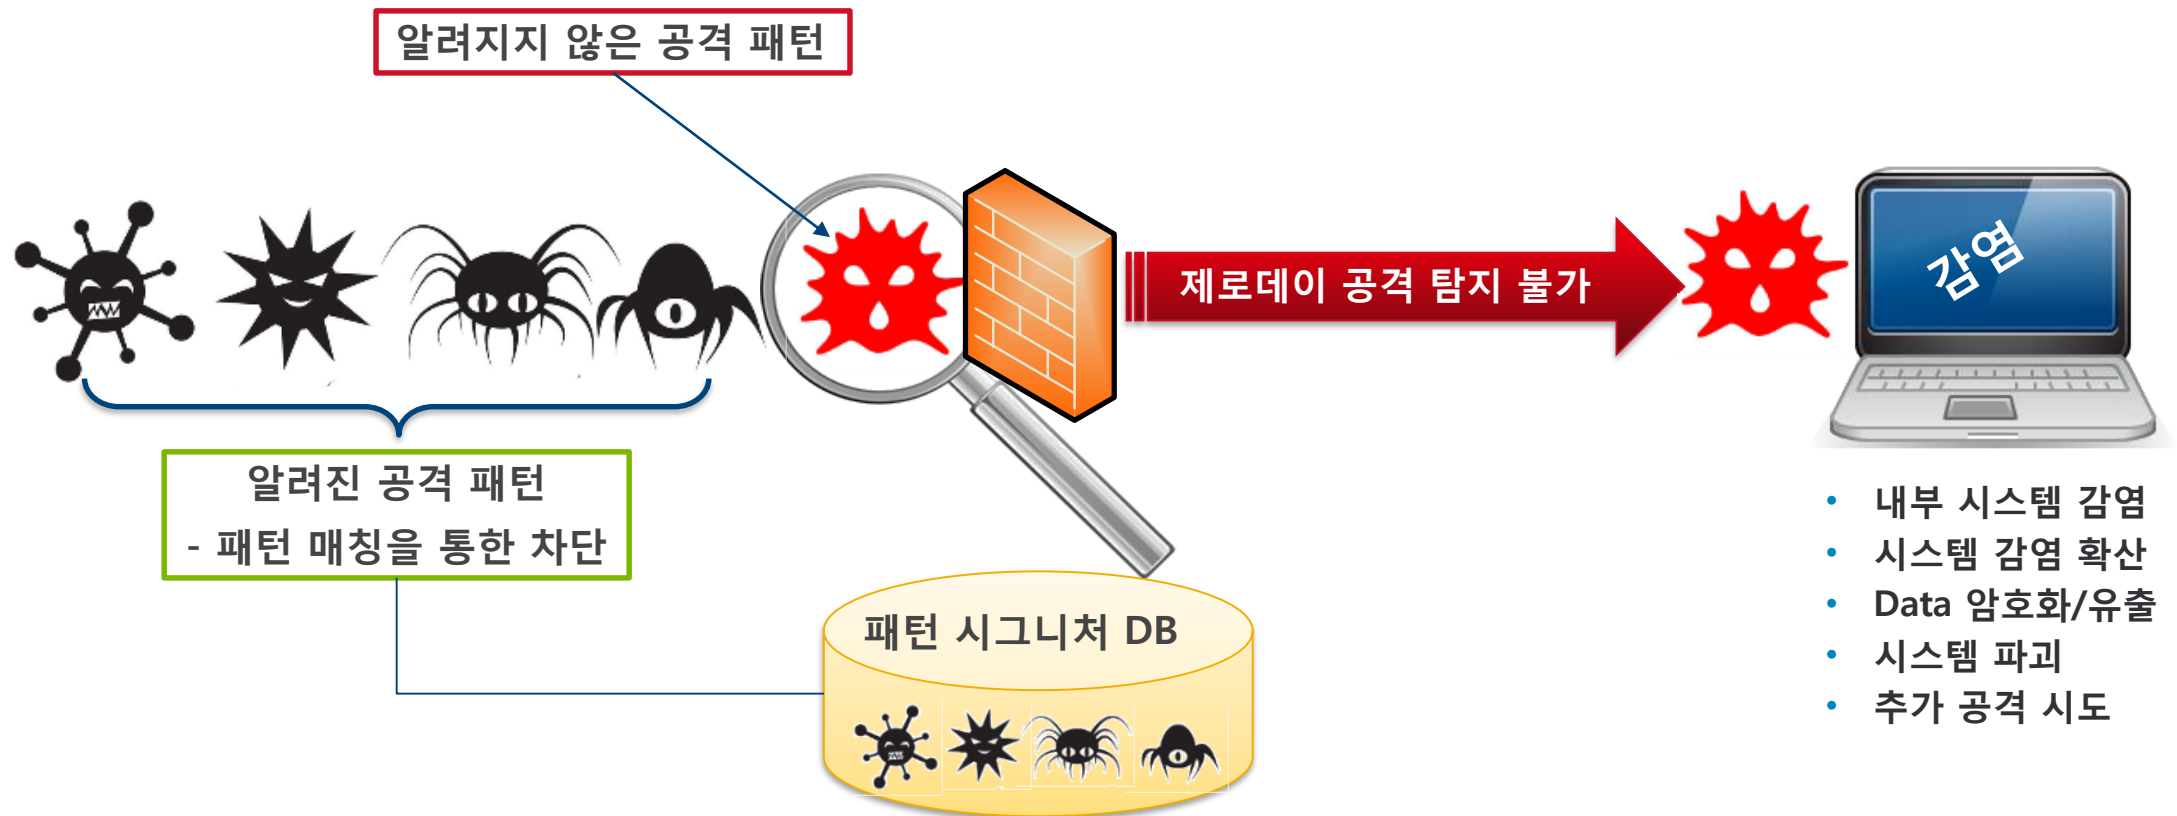 알려지지 않은 공격 패턴
제로데이 공격 탐지 불가
감염
알려진 공격 패턴
- 패턴 매칭을 통한 차단
패턴 시그니처 DB
• 내부 시스템 감염
• 시스템 감염 확산
• Data 암호화/유출
• 시스템 파괴
• 추가 공격 시도